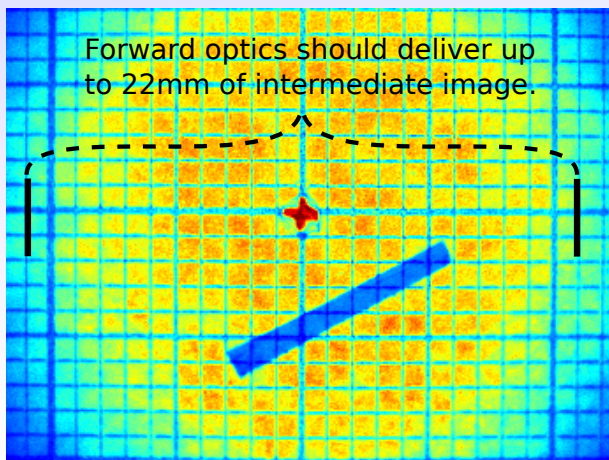 Forward optics should deliver up
to 22mm of intermediate image.